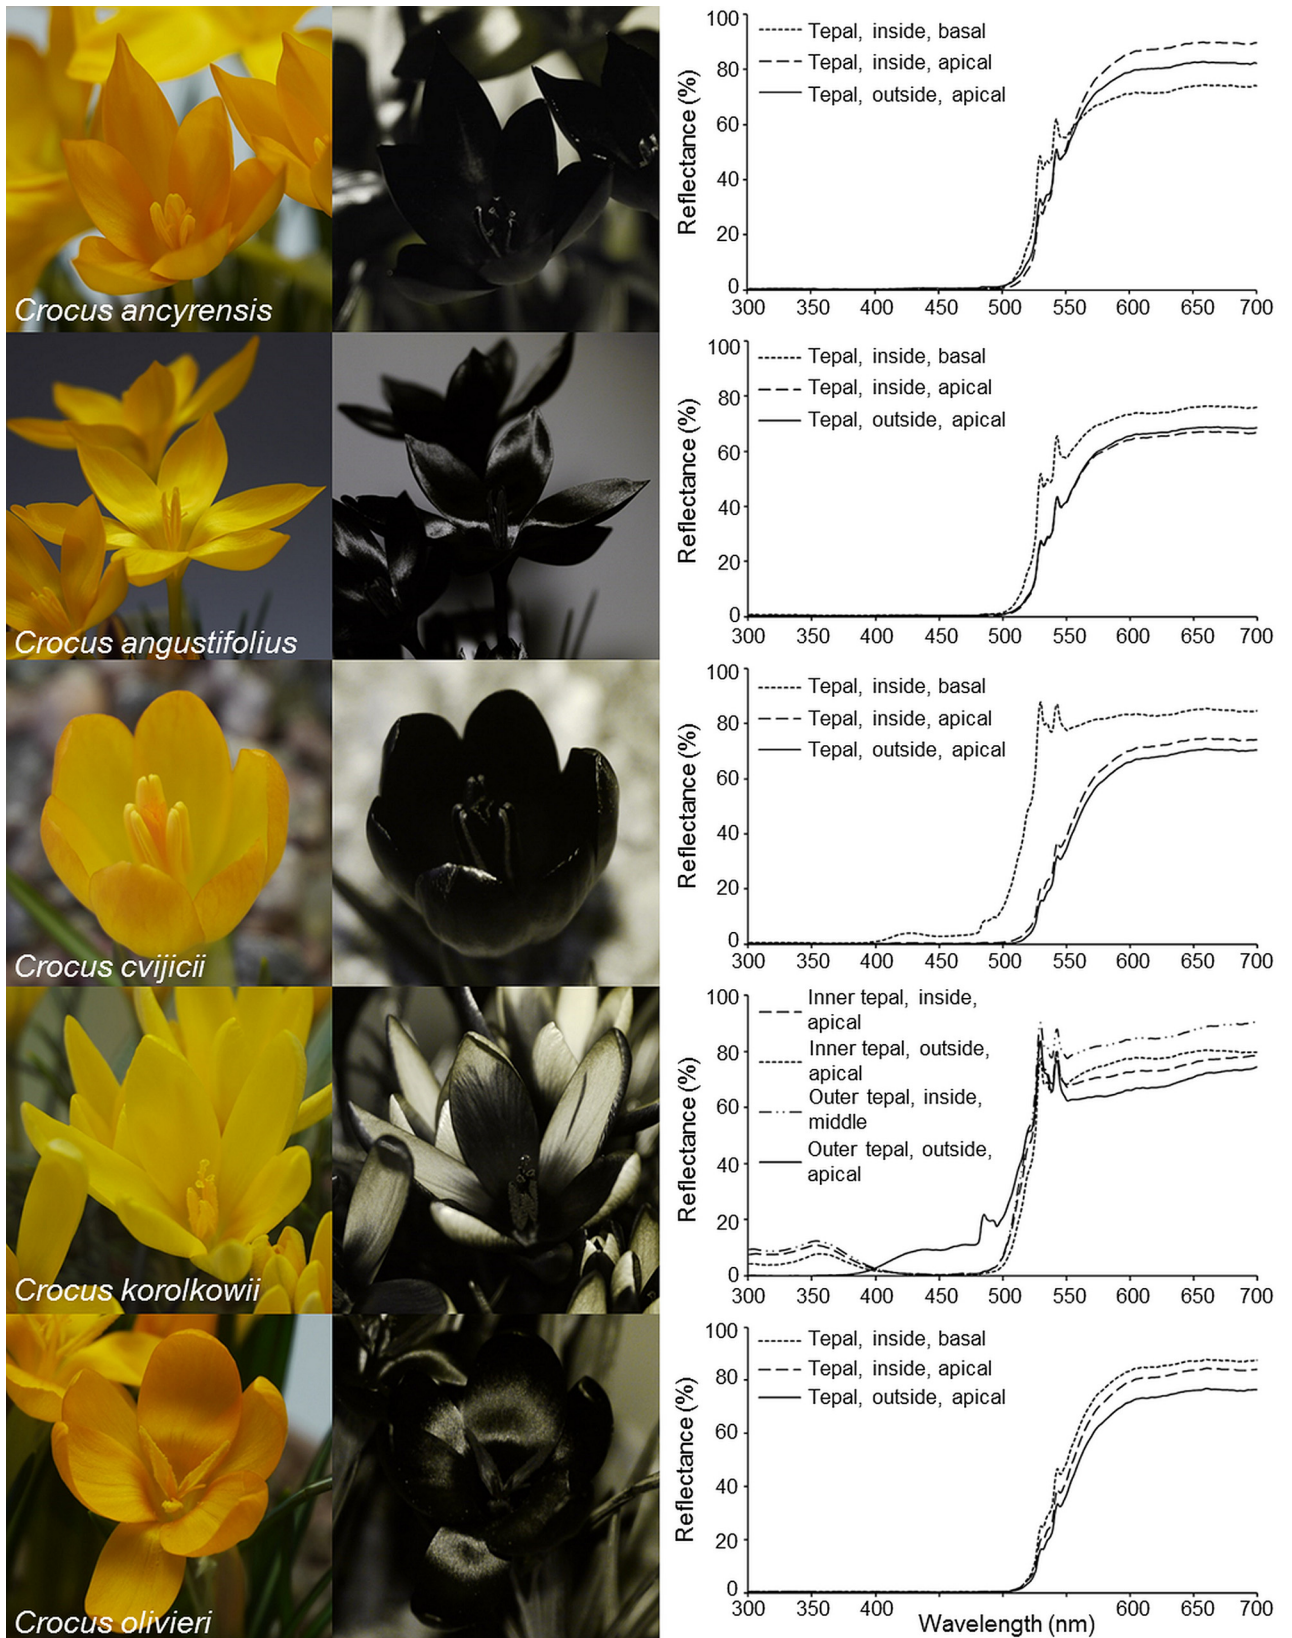 Crocus ancyrensis
Reflectance (%)
100
80
60
40
20
0
Tepal, inside, basal
Tepal, inside, apical
Tepal, outside, apical
300 350 400 450 500 550 600 650 700
Crocus angustifolius
Reflectance (%)
100
80
60
40
20
0
Tepal, inside, basal
Tepal, inside, apical
Tepal, outside, apical
300 350 400 450 500 550 600 650 700
Crocus cvijicii
Reflectance (%)
100
80
60
40
20
0
Tepal, inside, basal
Tepal, inside, apical
Tepal, outside, apical
300 350 400 450 500 550 600 650 700
Crocus korolkowii
Reflectance (%)
100
80
60
40
20
0
Inner tepal, inside,
apical
Inner tepal, outside,
apical
Outer tepal, inside,
middle
Outer tepal, outside,
apical
300 350 400 450 500 550 600 650 700
Crocus olivieri
Reflectance (%)
100
80
60
40
20
0
Tepal, inside, basal
Tepal, inside, apical
Tepal, outside, apical
300 350 400 450 500 550 600 650 700
Wavelength (nm)